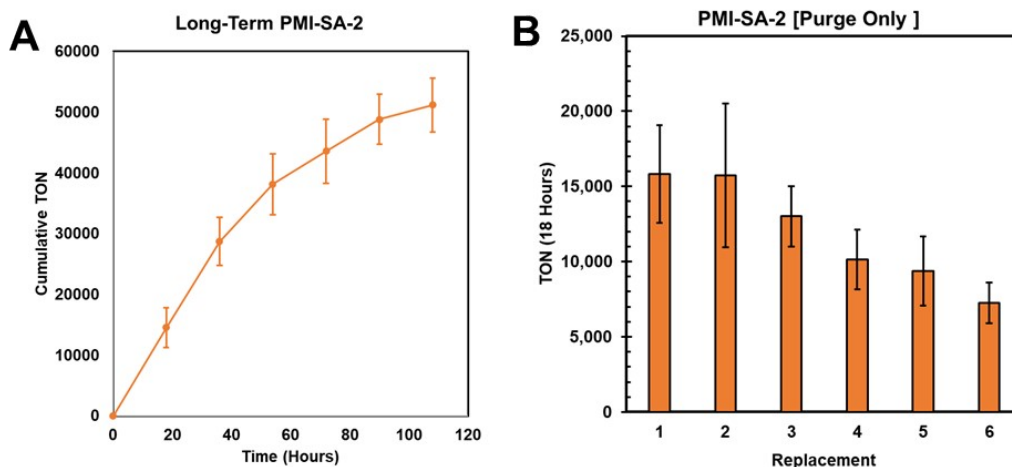 A
Long-Term PMI-SA-2
60000
50000
40000
30000
20000
10000
0
Cumulative TON
0 20 40 60 80 100 120
Time (Hours)
B
PMI-SA-2 [Purge Only ]
25,000
20,000
15,000
10,000
5,000
0
TON (18 Hours)
1 2 3 4 5 6
Replacement